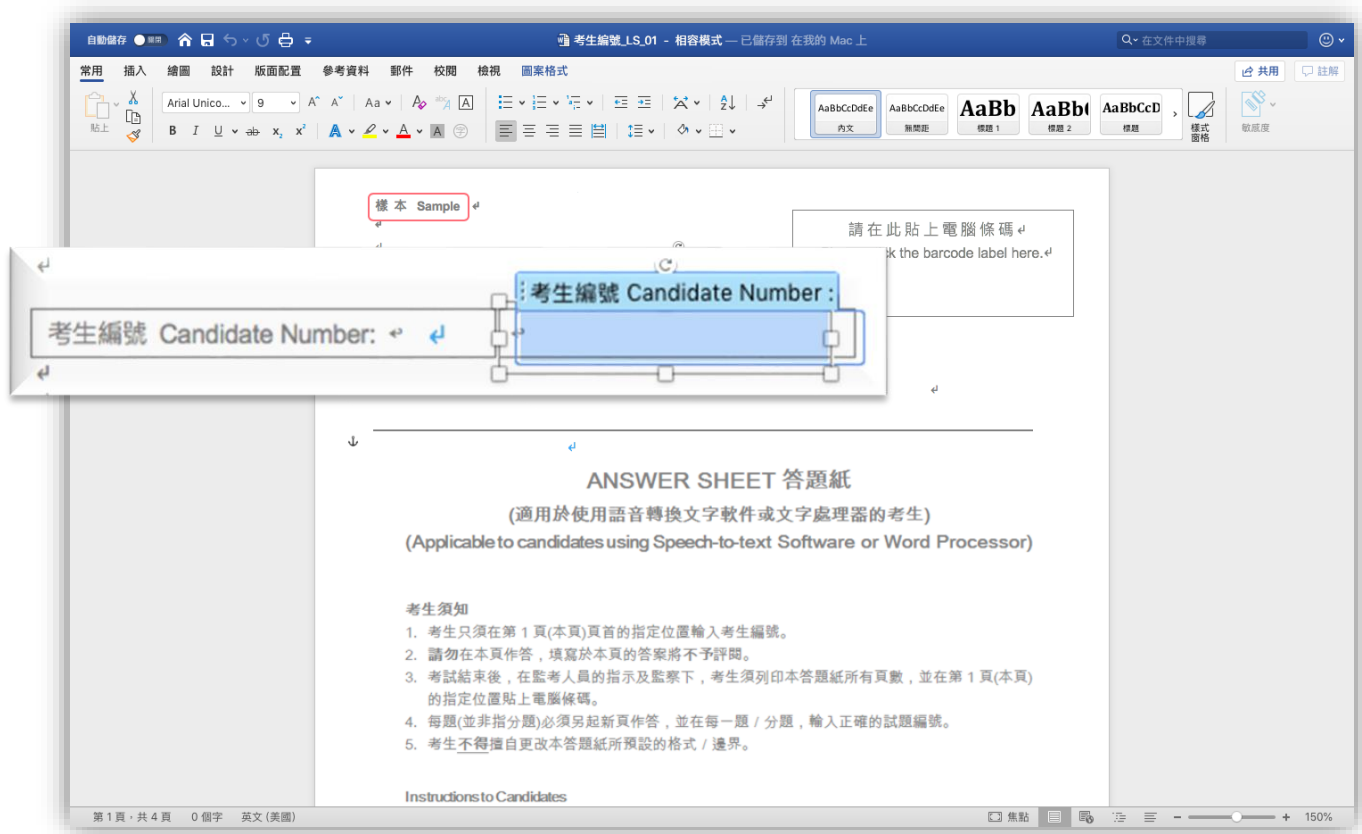 自動儲存 關閉
考生編號_LS_01 - 相容模式 — 已儲存到 在我的 Mac 上
在文件中搜尋
常用 插入 繪圖 設計 版面配置 參考資料 郵件 校閱 檢視 圖案格式
共用 註解
貼上
Arial Unico... 9
AaBbCcDdEe AaBbCcDdEe AaBb AaBb( AaBbCcD
內文 無間距 標題 1 標題 2 標題
樣式窗格
敏感度
樣 本 Sample
請在此貼上電腦條碼
the barcode label here.
考生編號 Candidate Number :
考生編號 Candidate Number:
ANSWER SHEET 答題紙
(適用於使用語音轉換文字軟件或文字處理器的考生)
(Applicable to candidates using Speech-to-text Software or Word Processor)
考生須知
1. 考生只須在第 1 頁(本頁)頁首的指定位置輸入考生編號。
2. 請勿在本頁作答，填寫於本頁的答案將不予評閱。
3. 考試結束後，在監考人員的指示及監察下，考生須列印本答題紙所有頁數，並在第 1 頁(本頁)
的指定位置貼上電腦條碼。
4. 每題(並非指分題)必須另起新頁作答，並在每一題 / 分題，輸入正確的試題編號。
5. 考生不得擅自更改本答題紙所預設的格式 / 邊界。
Instructions to Candidates
第 1 頁，共 4 頁 0 個字 英文 (美國)
焦點
150%